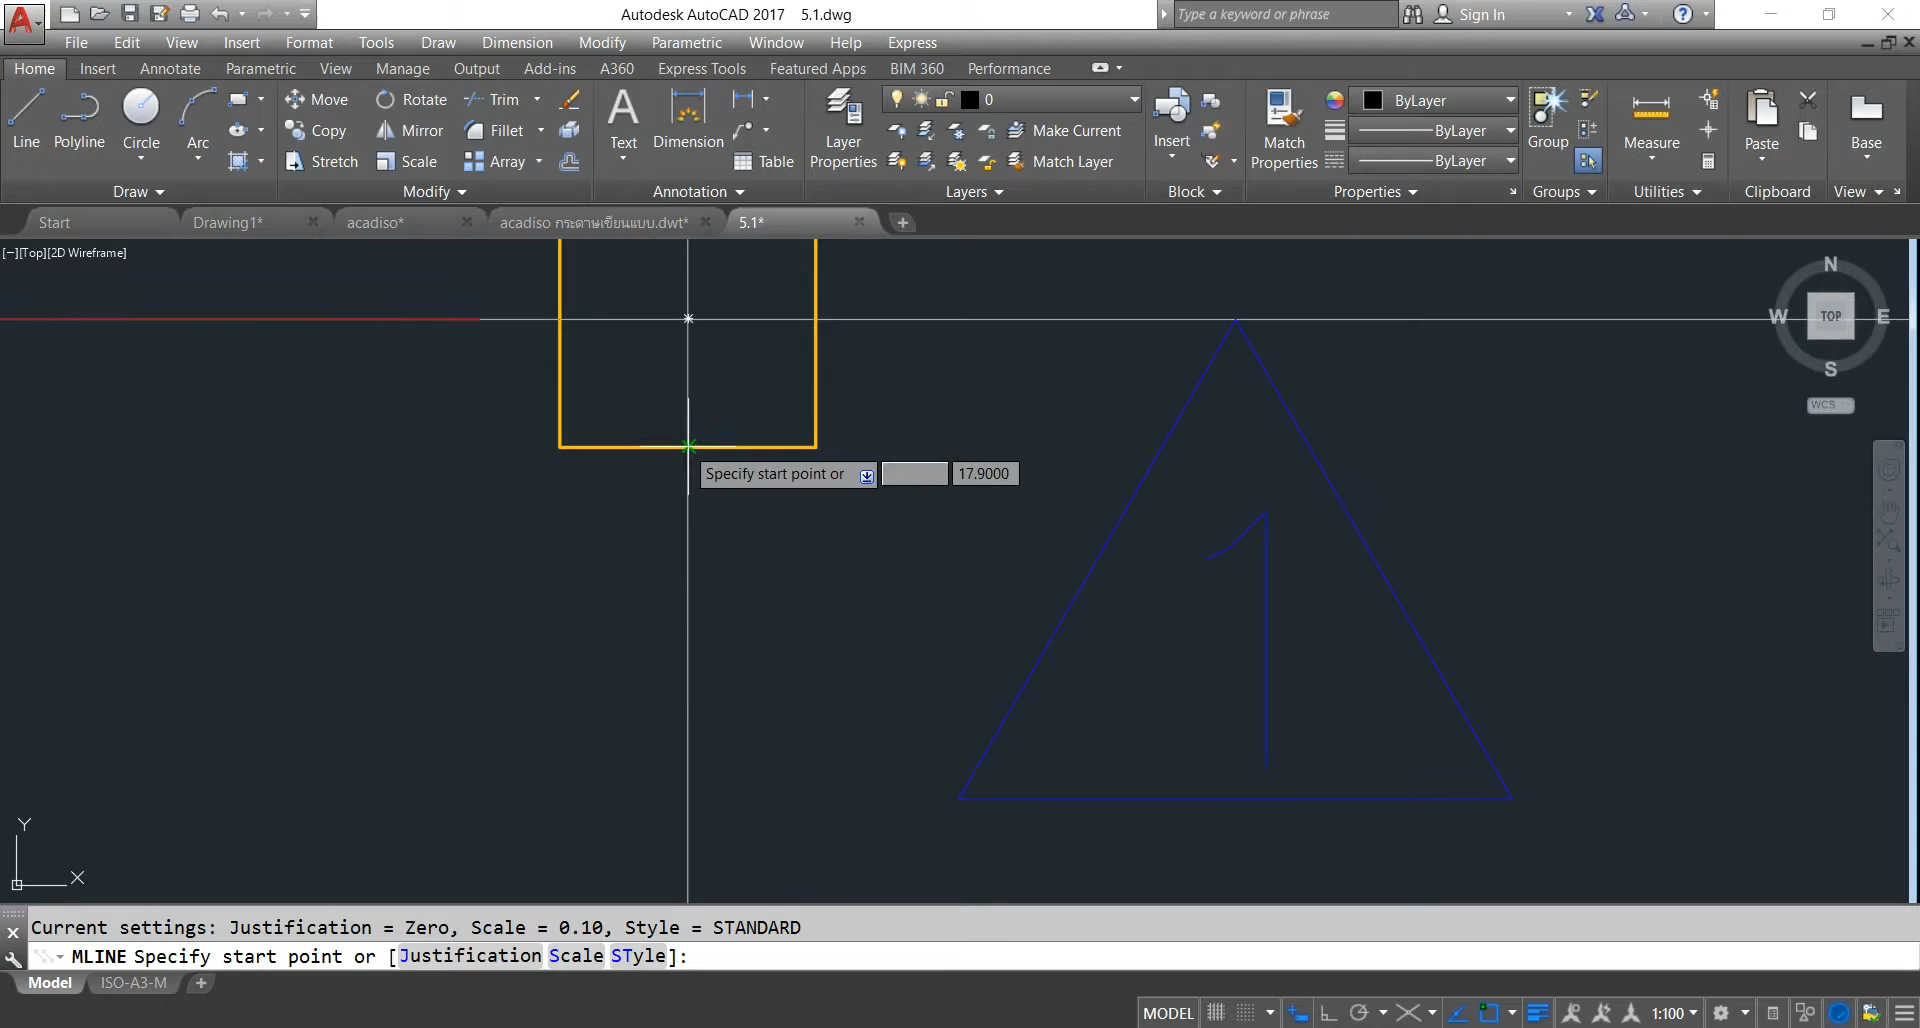 Autodesk AutoCAD 2017 5.1.dwg
Type a keyword or phrase
Sign In
File Edit View Insert Format Tools Draw Dimension Modify Parametric Window Help Express
Home Insert Annotate Parametric View Manage Output Add-ins A360 Express Tools Featured Apps BIM 360 Performance
Line Polyline Circle Arc
Draw
Move Rotate Trim
Copy Mirror Fillet
Stretch Scale Array
Modify
Text Dimension Table
Annotation
Layer Properties
0
Make Current
Match Layer
Layers
Insert
Block
Match Properties
ByLayer
ByLayer
ByLayer
Properties
Group
Groups
Measure
Utilities
Paste
Clipboard
Base
View
Start Drawing1* acadiso* acadiso กระดาษเขียนแบบ.dwt* 5.1*
[−][Top][2D Wireframe]
N
W TOP E
S
WCS
Specify start point or 17.9000
1
Y
X
Current settings: Justification = Zero, Scale = 0.10, Style = STANDARD
MLINE Specify start point or [Justification Scale STyle]:
Model ISO-A3-M
MODEL 1:100